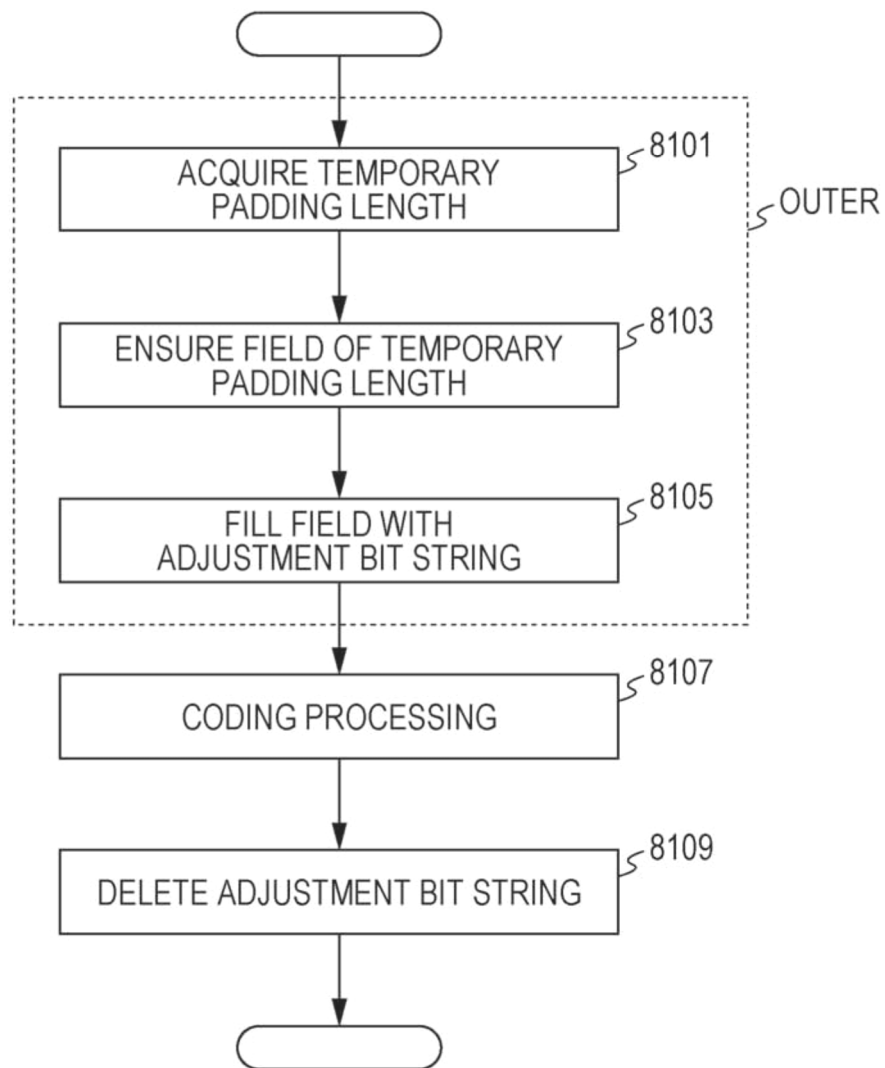 ACQUIRE TEMPORARY
PADDING LENGTH
8101
OUTER
ENSURE FIELD OF TEMPORARY
PADDING LENGTH
8103
FILL FIELD WITH
ADJUSTMENT BIT STRING
8105
CODING PROCESSING
8107
DELETE ADJUSTMENT BIT STRING
8109